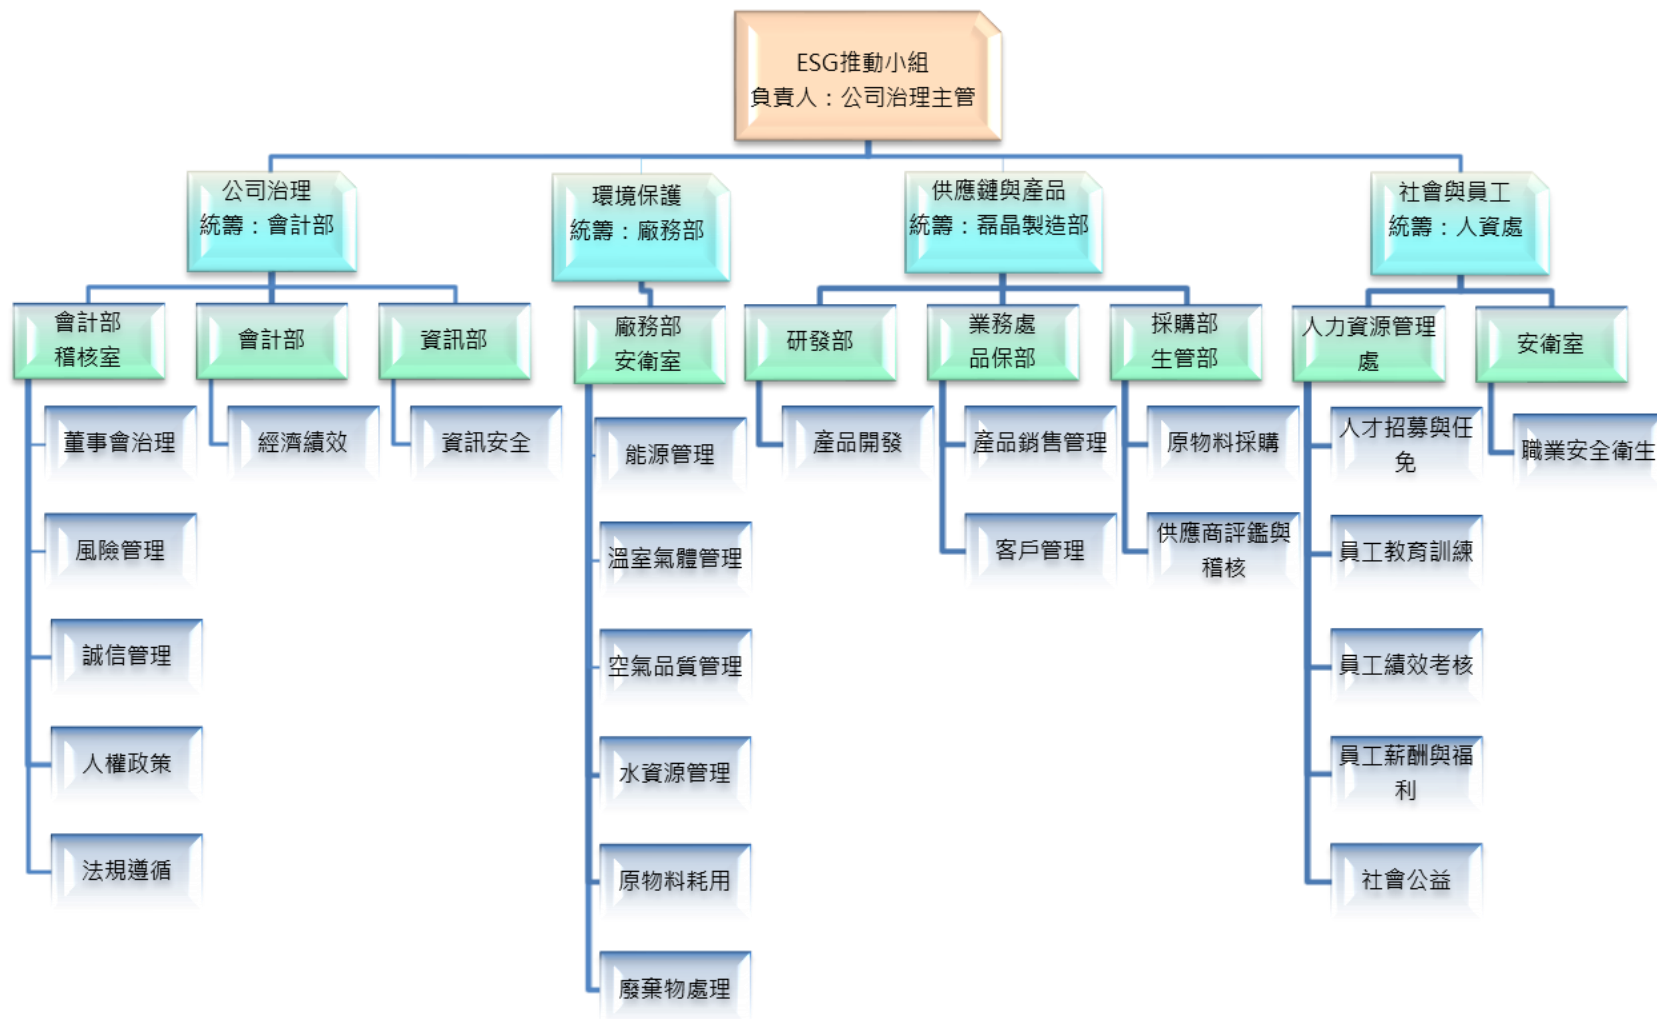 ESG推動小組
負責人：公司治理主管
公司治理
統籌：會計部
環境保護
統籌：廠務部
供應鏈與產品
統籌：磊晶製造部
社會與員工
統籌：人資處
會計部
稽核室
會計部
資訊部
廠務部
安衛室
研發部
業務處
品保部
採購部
生管部
人力資源管理
處
安衛室
董事會治理
風險管理
誠信管理
人權政策
法規遵循
經濟績效
資訊安全
能源管理
溫室氣體管理
空氣品質管理
水資源管理
原物料耗用
廢棄物處理
產品開發
產品銷售管理
客戶管理
原物料採購
供應商評鑑與
稽核
人才招募與任
免
員工教育訓練
員工績效考核
員工薪酬與福
利
社會公益
職業安全衛生